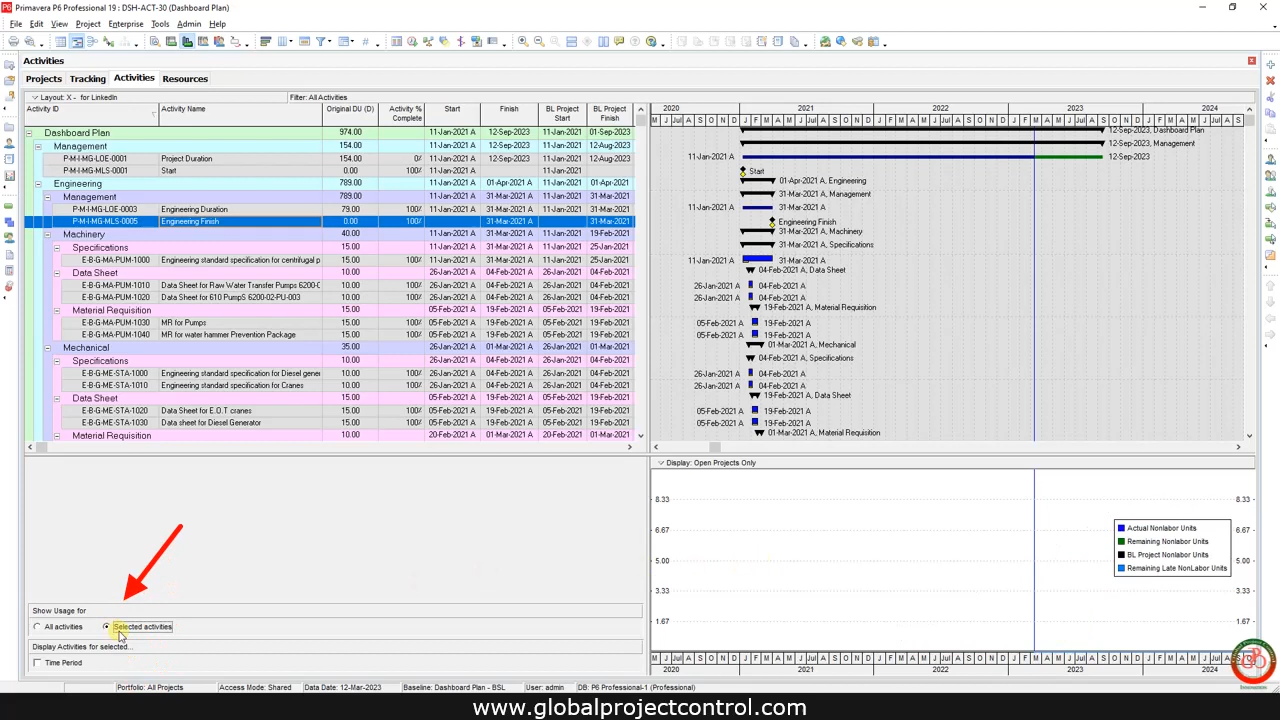 Primavera P6 Professional 19 : DSH-ACT-30 (Dashboard Plan)
File Edit View Project Enterprise Tools Admin Help
Activities
Projects Tracking Activities Resources
Layout: X - for LinkedIn Filter: All Activities
Activity ID Activity Name Original DU (D) Activity % Complete Start Finish BL Project Start BL Project Finish
Dashboard Plan 974.00 11-Jan-2021 A 12-Sep-2023 11-Jan-2021 01-Sep-2023
Management 154.00 11-Jan-2021 A 12-Sep-2023 11-Jan-2021 12-Aug-2023
P-M-I-MG-LOE-0001 Project Duration 154.00 0% 11-Jan-2021 A 12-Sep-2023 11-Jan-2021 12-Aug-2023
P-M-I-MG-MLS-0001 Start 0.00 0% 11-Jan-2021 A 11-Jan-2021
Engineering 789.00 11-Jan-2021 A 01-Apr-2021 A 11-Jan-2021 01-Apr-2021
Management 789.00 11-Jan-2021 A 31-Mar-2021 A 11-Jan-2021 31-Mar-2021
P-M-I-MG-LOE-0003 Engineering Duration 79.00 100% 11-Jan-2021 A 31-Mar-2021 A 11-Jan-2021 31-Mar-2021
P-M-I-MG-MLS-0005 Engineering Finish 0.00 100% 31-Mar-2021 A 31-Mar-2021
Machinery 40.00 11-Jan-2021 A 31-Mar-2021 A 11-Jan-2021 19-Feb-2021
Specifications 15.00 11-Jan-2021 A 31-Mar-2021 A 11-Jan-2021 25-Jan-2021
E-B-G-MA-PUM-1000 Engineering standard specification for centrifugal p 15.00 100% 11-Jan-2021 A 31-Mar-2021 A 11-Jan-2021 25-Jan-2021
Data Sheet 10.00 26-Jan-2021 A 04-Feb-2021 A 26-Jan-2021 04-Feb-2021
E-B-G-MA-PUM-1010 Data Sheet for Raw Water Transfer Pumps 6200-0 10.00 100% 26-Jan-2021 A 04-Feb-2021 A 26-Jan-2021 04-Feb-2021
E-B-G-MA-PUM-1020 Data Sheet for 610 PumpS 6200-02-PU-003 10.00 100% 26-Jan-2021 A 04-Feb-2021 A 26-Jan-2021 04-Feb-2021
Material Requisition 15.00 05-Feb-2021 A 19-Feb-2021 A 05-Feb-2021 19-Feb-2021
E-B-G-MA-PUM-1030 MR for Pumps 15.00 100% 05-Feb-2021 A 19-Feb-2021 A 05-Feb-2021 19-Feb-2021
E-B-G-MA-PUM-1040 MR for water hammer Prevention Package 15.00 100% 05-Feb-2021 A 19-Feb-2021 A 05-Feb-2021 19-Feb-2021
Mechanical 35.00 26-Jan-2021 A 01-Mar-2021 A 26-Jan-2021 01-Mar-2021
Specifications 10.00 26-Jan-2021 A 04-Feb-2021 A 26-Jan-2021 04-Feb-2021
E-B-G-ME-STA-1000 Engineering standard specification for Diesel gener 10.00 100% 26-Jan-2021 A 04-Feb-2021 A 26-Jan-2021 04-Feb-2021
E-B-G-ME-STA-1010 Engineering standard specification for Cranes 10.00 100% 26-Jan-2021 A 04-Feb-2021 A 26-Jan-2021 04-Feb-2021
Data Sheet 15.00 05-Feb-2021 A 19-Feb-2021 A 05-Feb-2021 19-Feb-2021
E-B-G-ME-STA-1020 Data Sheet for E.O.T cranes 15.00 100% 05-Feb-2021 A 19-Feb-2021 A 05-Feb-2021 19-Feb-2021
E-B-G-ME-STA-1030 Data sheet for Diesel Generator 15.00 100% 05-Feb-2021 A 19-Feb-2021 A 05-Feb-2021 19-Feb-2021
Material Requisition 10.00 20-Feb-2021 A 01-Mar-2021 A 20-Feb-2021 01-Mar-2021
2020 2021 2022 2023 2024
M J Jul A S O N D J F M A M J Jul A S O N D J F M A M J Jul A S O N D J F M A M J Jul A S O N D J F M A M J Jul A S
12-Sep-2023, Dashboard Plan
12-Sep-2023, Management
11-Jan-2021 A 12-Sep-2023
Start
01-Apr-2021 A, Engineering
31-Mar-2021 A, Management
11-Jan-2021 A 31-Mar-2021 A
Engineering Finish
31-Mar-2021 A, Machinery
31-Mar-2021 A, Specifications
11-Jan-2021 A 31-Mar-2021 A
04-Feb-2021 A, Data Sheet
26-Jan-2021 A 04-Feb-2021 A
26-Jan-2021 A 04-Feb-2021 A
19-Feb-2021 A, Material Requisition
05-Feb-2021 A 19-Feb-2021 A
05-Feb-2021 A 19-Feb-2021 A
01-Mar-2021 A, Mechanical
04-Feb-2021 A, Specifications
26-Jan-2021 A 04-Feb-2021 A
26-Jan-2021 A 04-Feb-2021 A
19-Feb-2021 A, Data Sheet
05-Feb-2021 A 19-Feb-2021 A
05-Feb-2021 A 19-Feb-2021 A
01-Mar-2021 A, Material Requisition
Show Usage for
All activities Selected activities
Display Activities for selected...
Time Period
Display: Open Projects Only
8.33 8.33
6.67 6.67
5.00 5.00
3.33 3.33
1.67 1.67
Actual Nonlabor Units
Remaining Nonlabor Units
BL Project Nonlabor Units
Remaining Late NonLabor Units
M J Jul A S O N D J F M A M J Jul A S O N D J F M A M J Jul A S O N D J F M A M J Jul A S O N D J F M A M J Jul A S
2020 2021 2022 2023 2024
Portfolio: All Projects Access Mode: Shared Data Date: 12-Mar-2023 Baseline: Dashboard Plan - BSL User: admin DB: P6 Professional-1 (Professional)
www.globalprojectcontrol.com